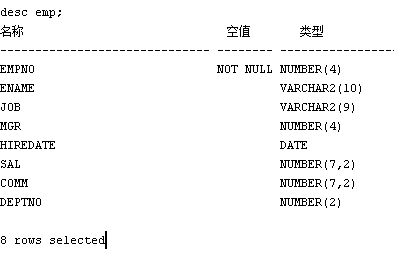 desc emp;
名称 空值 类型
------------------------------ -------- ---------------
EMPNO NOT NULL NUMBER(4)
ENAME VARCHAR2(10)
JOB VARCHAR2(9)
MGR NUMBER(4)
HIREDATE DATE
SAL NUMBER(7,2)
COMM NUMBER(7,2)
DEPTNO NUMBER(2)
8 rows selected